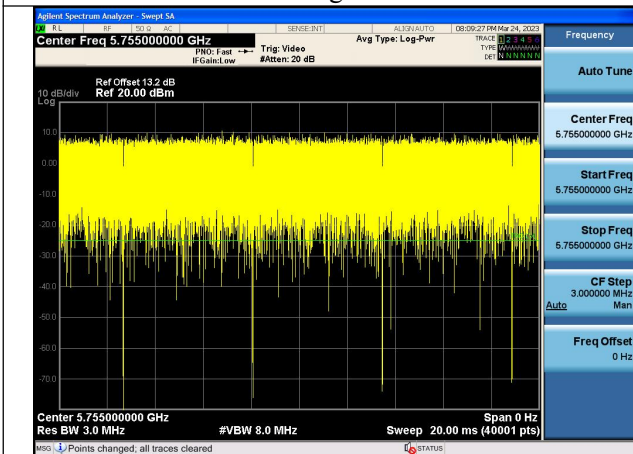 Agilent Spectrum Analyzer - Swept SA
RL RF 50 Ω AC SENSE:INT ALIGNAUTO 08:09:27 PM Mar 24, 2023
Center Freq 5.755000000 GHz
PNO: Fast
IFGain:Low
Trig: Video
#Atten: 20 dB
Avg Type: Log-Pwr
TRACE 1 2 3 4 5 6
TYPE
DET N N N N N N
Ref Offset 13.2 dB
10 dB/div Ref 20.00 dBm
Log
10.0
0.00
-10.0
-20.0
-30.0
-40.0
-50.0
-60.0
-70.0
Center 5.755000000 GHz Span 0 Hz
Res BW 3.0 MHz #VBW 8.0 MHz Sweep 20.00 ms (40001 pts)
MSG Points changed; all traces cleared STATUS
Frequency
Auto Tune
Center Freq
5.755000000 GHz
Start Freq
5.755000000 GHz
Stop Freq
5.755000000 GHz
CF Step
3.000000 MHz
Auto Man
Freq Offset
0 Hz